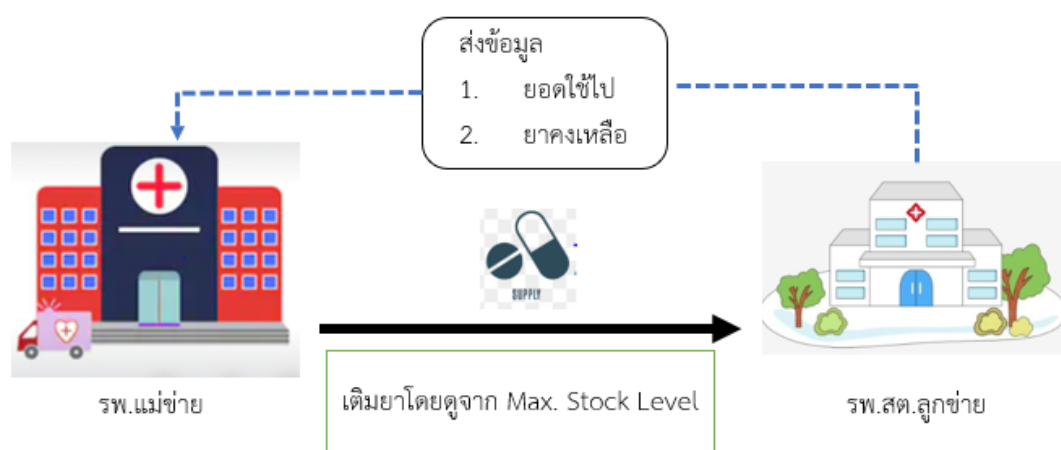 ส่งข้อมูล
1. ยอดใช้ไป
2. ยาคงเหลือ
SUPPLY
รพ.แม่ข่าย
เติมยาโดยดูจาก Max. Stock Level
รพ.สต.ลูกข่าย